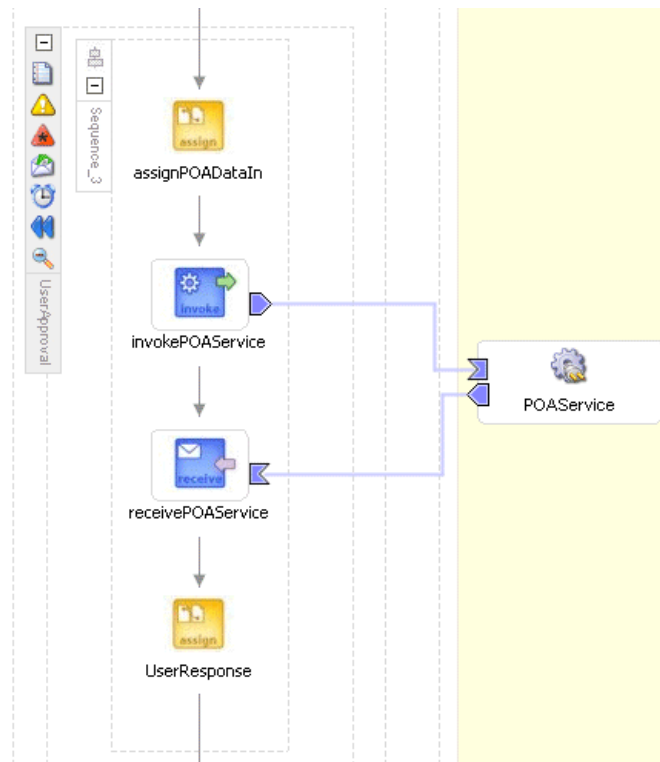 Sequence_3
assign
assignPOADataIn
invoke
invokePOAService
UserApproval
POAService
receive
receivePOAService
assign
UserResponse